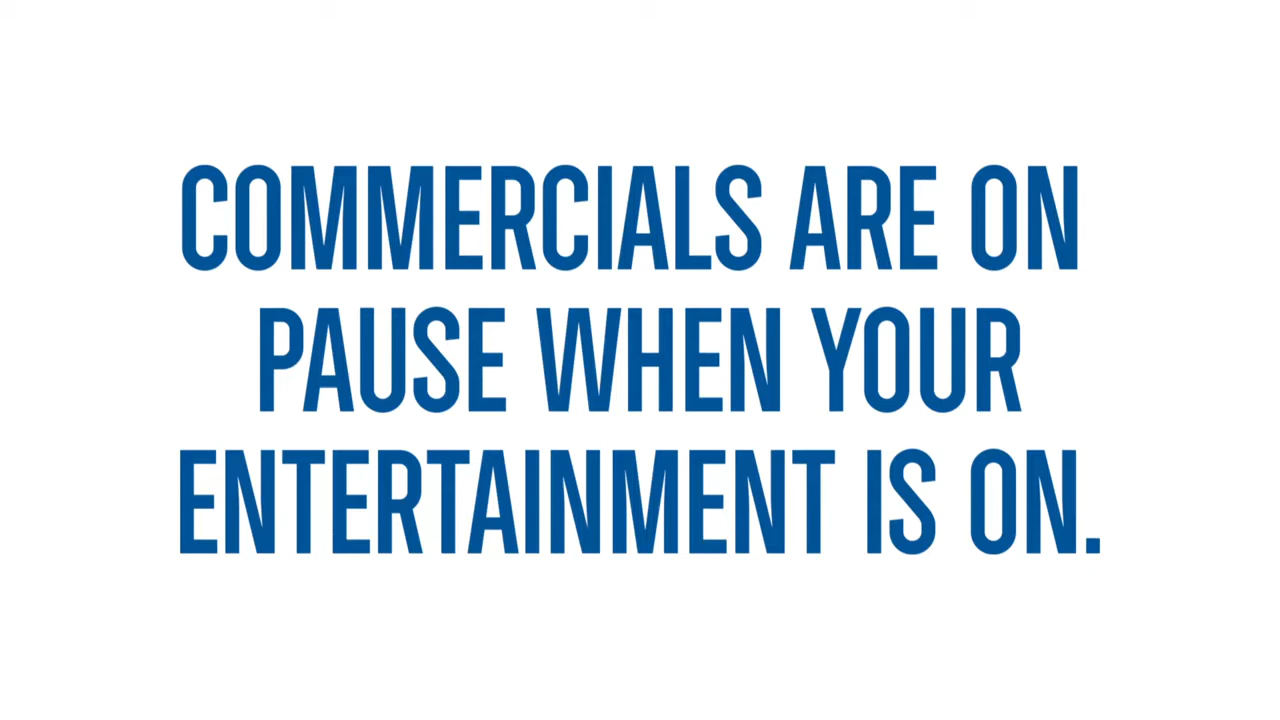 COMMERCIALS ARE ON
PAUSE WHEN YOUR
ENTERTAINMENT IS ON.